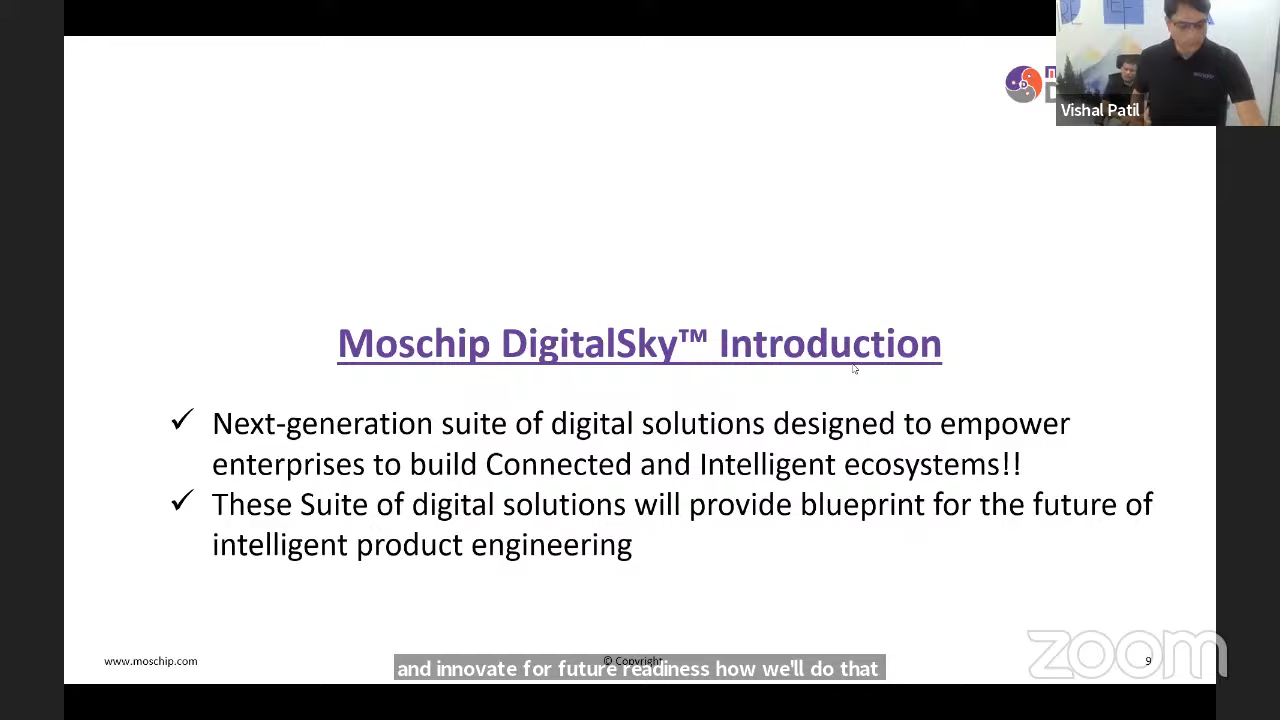 Vishal Patil
Moschip DigitalSky™ Introduction
✓ Next-generation suite of digital solutions designed to empower
enterprises to build Connected and Intelligent ecosystems!!
✓ These Suite of digital solutions will provide blueprint for the future of
intelligent product engineering
www.moschip.com
© Copyright
9
zoom
and innovate for future readiness how we'll do that